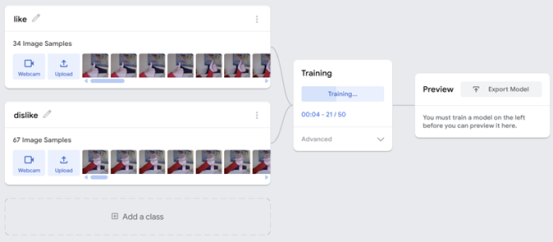 like
34 Image Samples
Webcam
Upload
dislike
67 Image Samples
Webcam
Upload
Add a class
Training
Training...
00:04 - 21 / 50
Advanced
Preview
Export Model
You must train a model on the left
before you can preview it here.